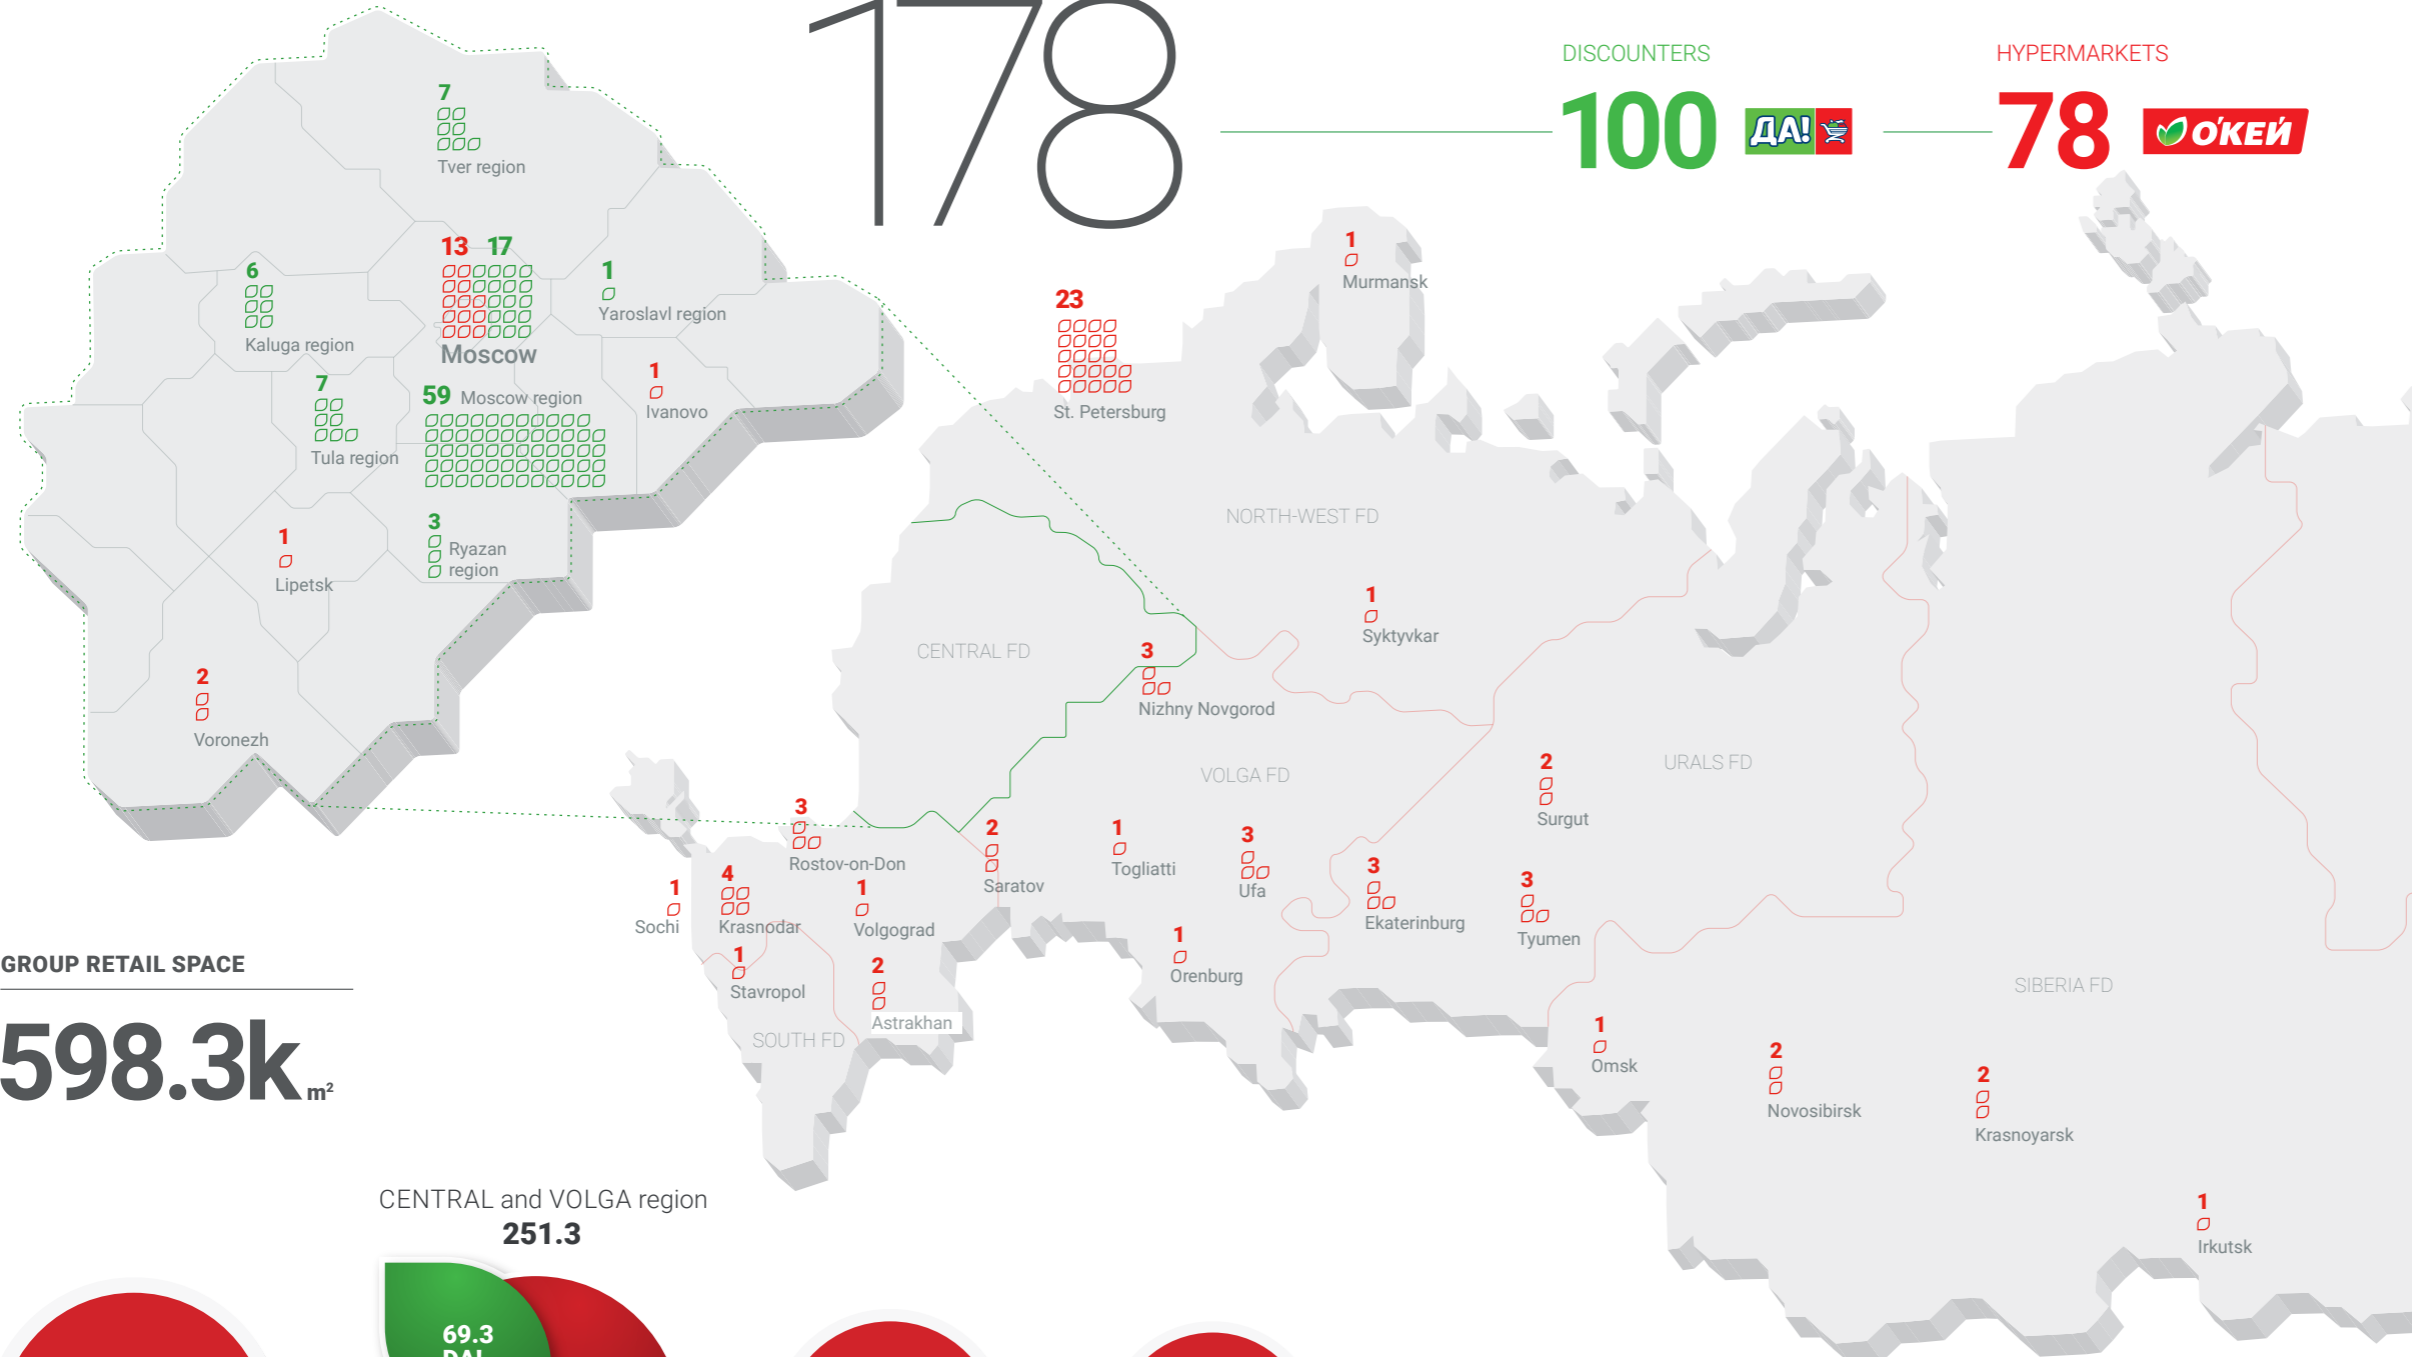 178
DISCOUNTERS
100
ДА!
HYPERMARKETS
78
О'КЕЙ
7
Tver region
13 17
Moscow
6
Kaluga region
1
Yaroslavl region
7
Tula region
59 Moscow region
1
Ivanovo
1
Lipetsk
3
Ryazan
region
2
Voronezh
1
Murmansk
23
St. Petersburg
NORTH-WEST FD
1
Syktyvkar
CENTRAL FD
3
Nizhny Novgorod
VOLGA FD
URALS FD
2
Surgut
3
Rostov-on-Don
2
Saratov
1
Togliatti
3
Ufa
3
Ekaterinburg
3
Tyumen
1
Sochi
4
Krasnodar
1
Volgograd
1
Stavropol
2
Astrakhan
SOUTH FD
1
Orenburg
SIBERIA FD
1
Omsk
2
Novosibirsk
2
Krasnoyarsk
1
Irkutsk
GROUP RETAIL SPACE
598.3k m²
CENTRAL and VOLGA region
251.3
69.3
DA!